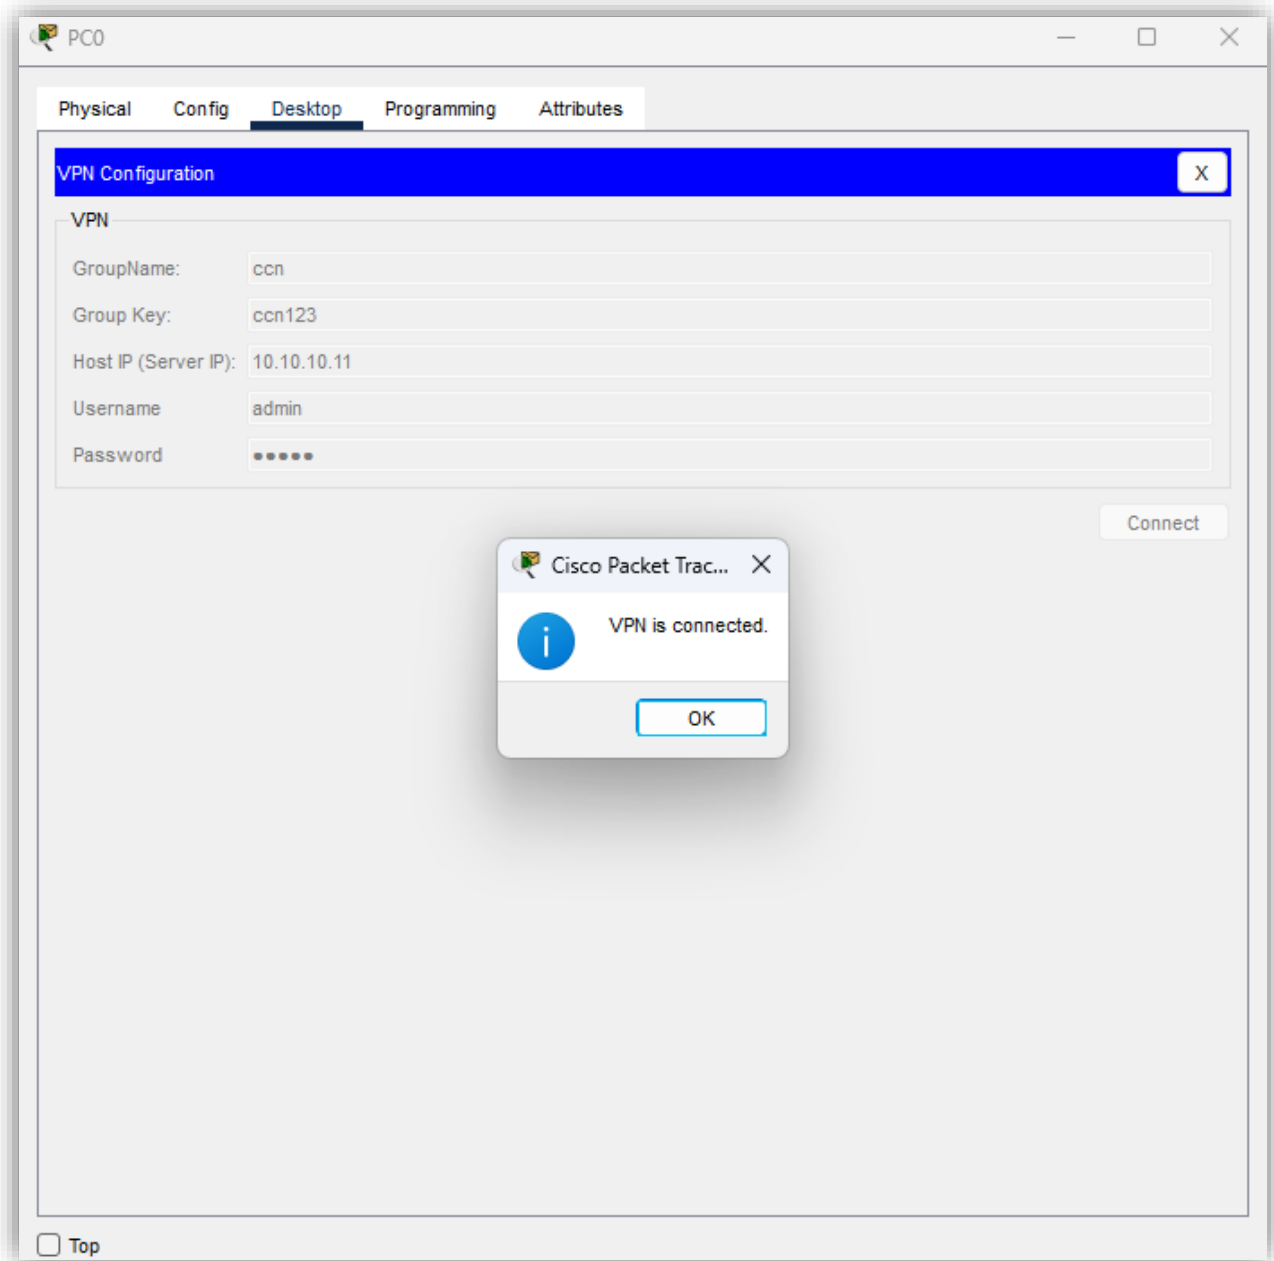 PC0
Physical Config Desktop Programming Attributes
VPN Configuration X
VPN
GroupName: ccn
Group Key: ccn123
Host IP (Server IP): 10.10.10.11
Username admin
Password •••••
Connect
Cisco Packet Trac...
VPN is connected.
OK
Top